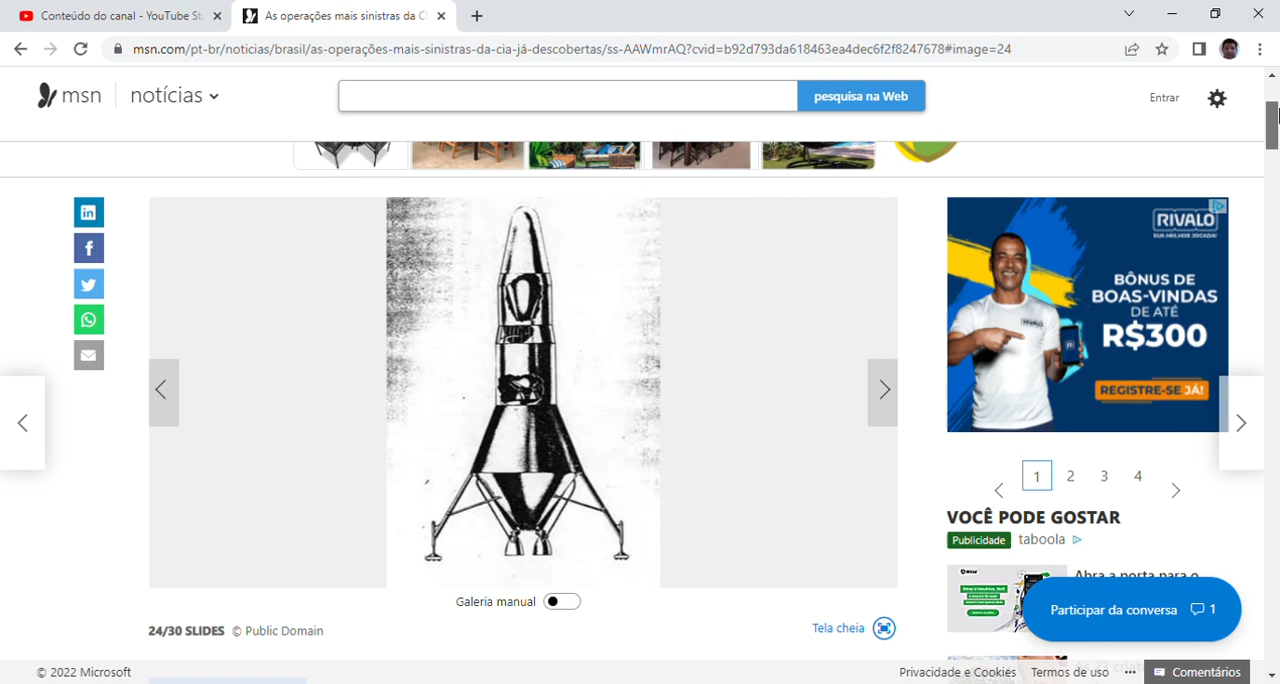 Conteúdo do canal - YouTube St
As operações mais sinistras da C
msn.com/pt-br/noticias/brasil/as-operações-mais-sinistras-da-cia-já-descobertas/ss-AAWmrAQ?cvid=b92d793da618463ea4dec6f2f8247678#image=24
msn
notícias
pesquisa na Web
Entrar
RIVALO
SUA MELHOR JOGADA!
BÔNUS DE
BOAS-VINDAS
DE ATÉ
R$300
REGISTRE-SE JÁ!
RIVALO
1 2 3 4
VOCÊ PODE GOSTAR
Publicidade taboola
Abra a porta para o
Participar da conversa 1
Galeria manual
24/30 SLIDES © Public Domain
Tela cheia
© 2022 Microsoft
Privacidade e Cookies Termos de uso ... Comentários